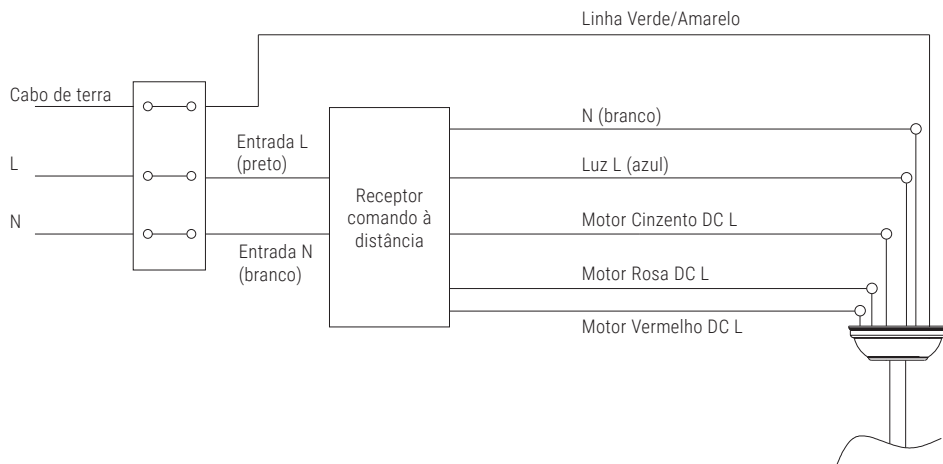 Linha Verde/Amarelo
Cabo de terra
L
N
Entrada L
(preto)
Entrada N
(branco)
Receptor
comando à
distância
N (branco)
Luz L (azul)
Motor Cinzento DC L
Motor Rosa DC L
Motor Vermelho DC L